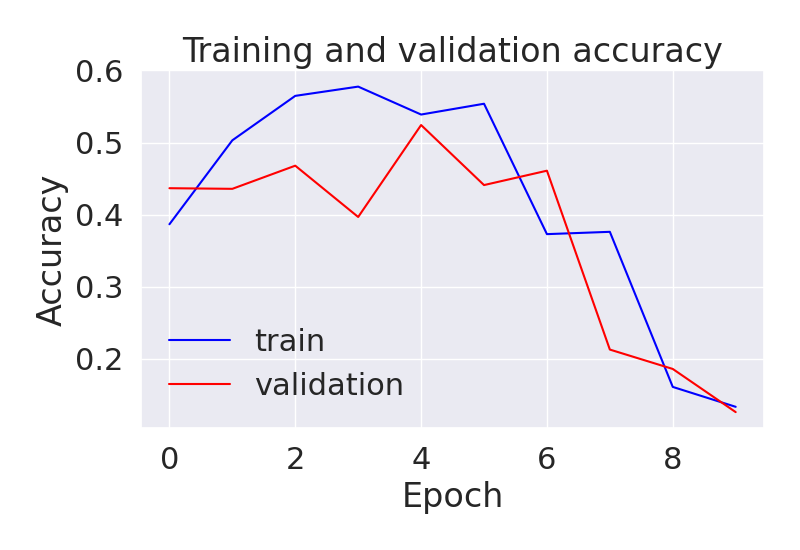 Training and validation accuracy
0.6
0.5
0.4
0.3
0.2
Accuracy
train
validation
0 2 4 6 8
Epoch